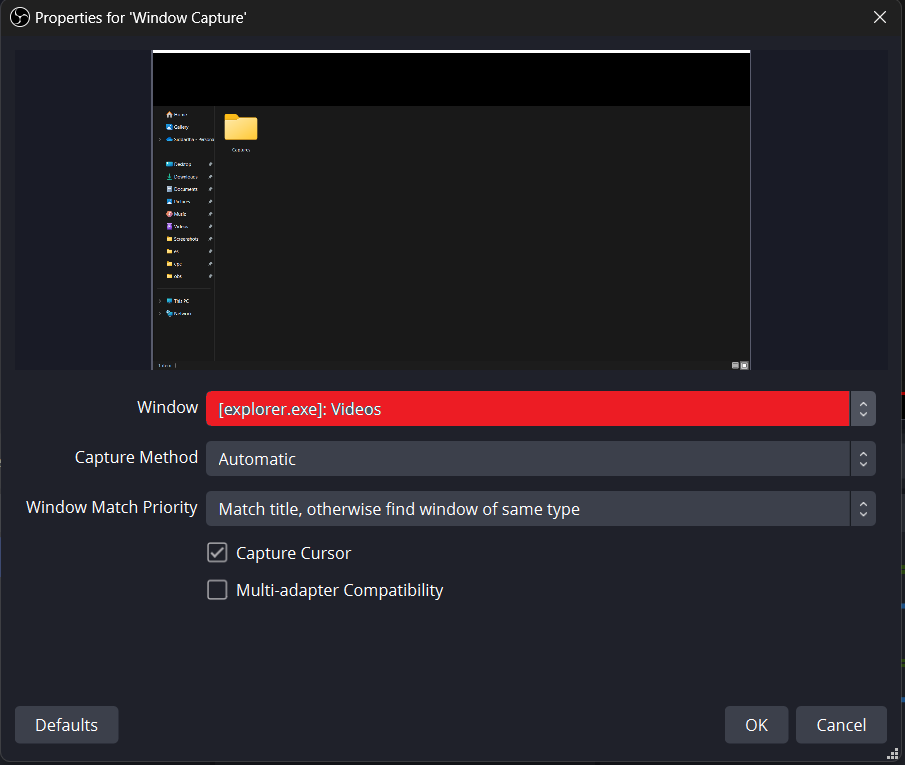 Properties for 'Window Capture'
Home
Gallery
Desktop
Downloads
Documents
Pictures
Music
Videos
Screenshots
obs
This PC
Network
Captures
Window
[explorer.exe]: Videos
Capture Method
Automatic
Window Match Priority
Match title, otherwise find window of same type
Capture Cursor
Multi-adapter Compatibility
Defaults
OK
Cancel